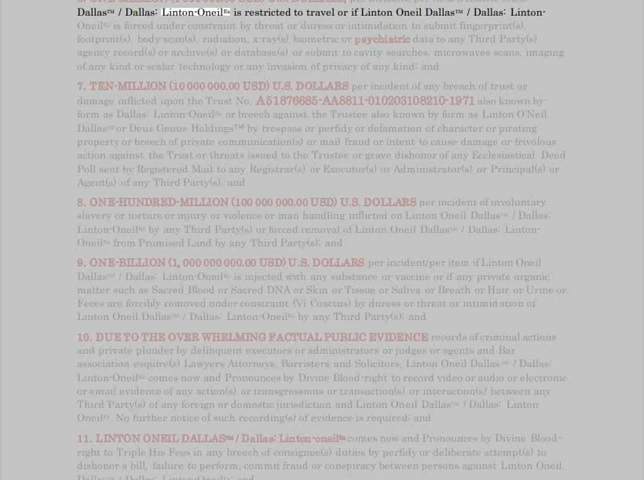 Dallas™ / Dallas: Linton-Oneil℠ is restricted to travel or if Linton Oneil Dallas™ / Dallas: Linton-
Oneil℠ is forced under constraint by threat or duress or intimidation to submit fingerprint(s),
footprint(s), body-scan(s), radiation, x-ray(s) biometric or psychiatric data to any Third Party(s)
agency record(s) or archive(s) or database(s) or submit to cavity searches, microwaves scans, imaging
of any kind or scalar technology or any invasion of privacy of any kind; and
7. TEN-MILLION (10 000 000.00 USD) U.S. DOLLARS per incident of any breach of trust or
damage inflicted upon the Trust No. A51876685-AA8811-010203108210-1971 also known by
form as Dallas: Linton-Oneil℠ or breach against the Trustee also known by form as Linton O'Neil
Dallas™ or Deus Genus Holdings™ by trespass or perfidy or defamation of character or pirating
property or breach of private communication(s) or mail fraud or intent to cause damage or frivolous
action against the Trust or threats issued to the Trustee or grave dishonor of any Ecclesiastical Deed
Poll sent by Registered Mail to any Registrar(s) or Executor(s) or Administrator(s) or Principal(s) or
Agent(s) of any Third Party(s), and
8. ONE-HUNDRED-MILLION (100 000 000.00 USD) U.S. DOLLARS per incident of involuntary
slavery or torture or injury or violence or man handling inflicted on Linton Oneil Dallas™ / Dallas:
Linton-Oneil℠ by any Third Party(s) or forced removal of Linton Oneil Dallas™ / Dallas: Linton-
Oneil℠ from Promised Land by any Third Party(s); and
9. ONE-BILLION (1, 000 000 000.00 USD) U.S. DOLLARS per incident/per item if Linton Oneil
Dallas™ / Dallas: Linton-Oneil℠ is injected with any substance or vaccine or if any private organic
matter such as Sacred Blood or Sacred DNA or Skin or Tissue or Saliva or Breath or Hair or Urine or
Feces are forcibly removed under constraint (Vi Coactus) by duress or threat or intimidation of
Linton Oneil Dallas™ / Dallas: Linton-Oneil℠ by any Third Party(s); and
10. DUE TO THE OVER WHELMING FACTUAL PUBLIC EVIDENCE records of criminal actions
and private plunder by delinquent executors or administrators or judges or agents and Bar
association esquire(s) Lawyers Attorneys, Barristers and Solicitors, Linton Oneil Dallas™ / Dallas:
Linton-Oneil℠ comes now and Pronounces by Divine Blood-right to record video or audio or electronic
or email evidence of any action(s) or transgressions or transaction(s) or interaction(s) between any
Third Party(s) of any foreign or domestic jurisdiction and Linton Oneil Dallas™ / Dallas: Linton-
Oneil℠. No further notice of such recording(s) of evidence is required; and
11. LINTON ONEIL DALLAS™ / Dallas: Linton-oneil℠ comes now and Pronounces by Divine Blood-
right to Triple His Fees in any breach of consignee(s) duties by perfidy or deliberate attempt(s) to
dishonor a bill, failure to perform, commit fraud or conspiracy between persons against Linton Oneil